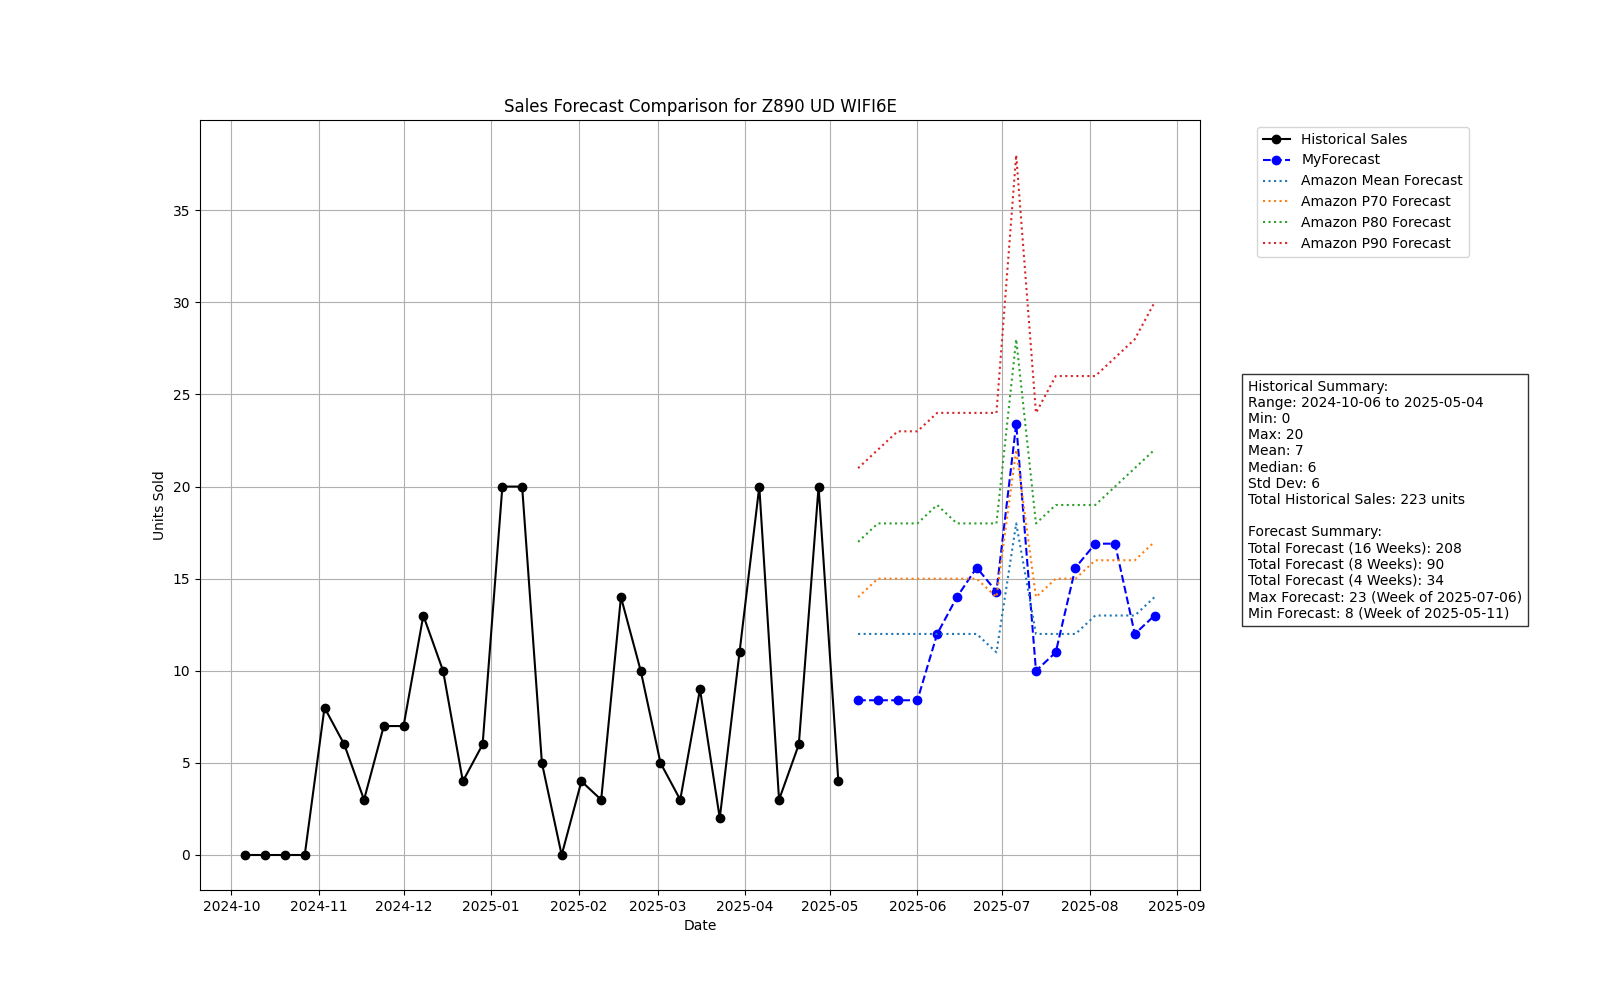 Sales Forecast Comparison for Z890 UD WIFI6E
Units Sold
35
30
25
20
15
10
5
0
2024-10
2024-11
2024-12
2025-01
2025-02
2025-03
2025-04
2025-05
2025-06
2025-07
2025-08
2025-09
Date
Historical Sales
MyForecast
Amazon Mean Forecast
Amazon P70 Forecast
Amazon P80 Forecast
Amazon P90 Forecast
Historical Summary:
Range: 2024-10-06 to 2025-05-04
Min: 0
Max: 20
Mean: 7
Median: 6
Std Dev: 6
Total Historical Sales: 223 units
Forecast Summary:
Total Forecast (16 Weeks): 208
Total Forecast (8 Weeks): 90
Total Forecast (4 Weeks): 34
Max Forecast: 23 (Week of 2025-07-06)
Min Forecast: 8 (Week of 2025-05-11)